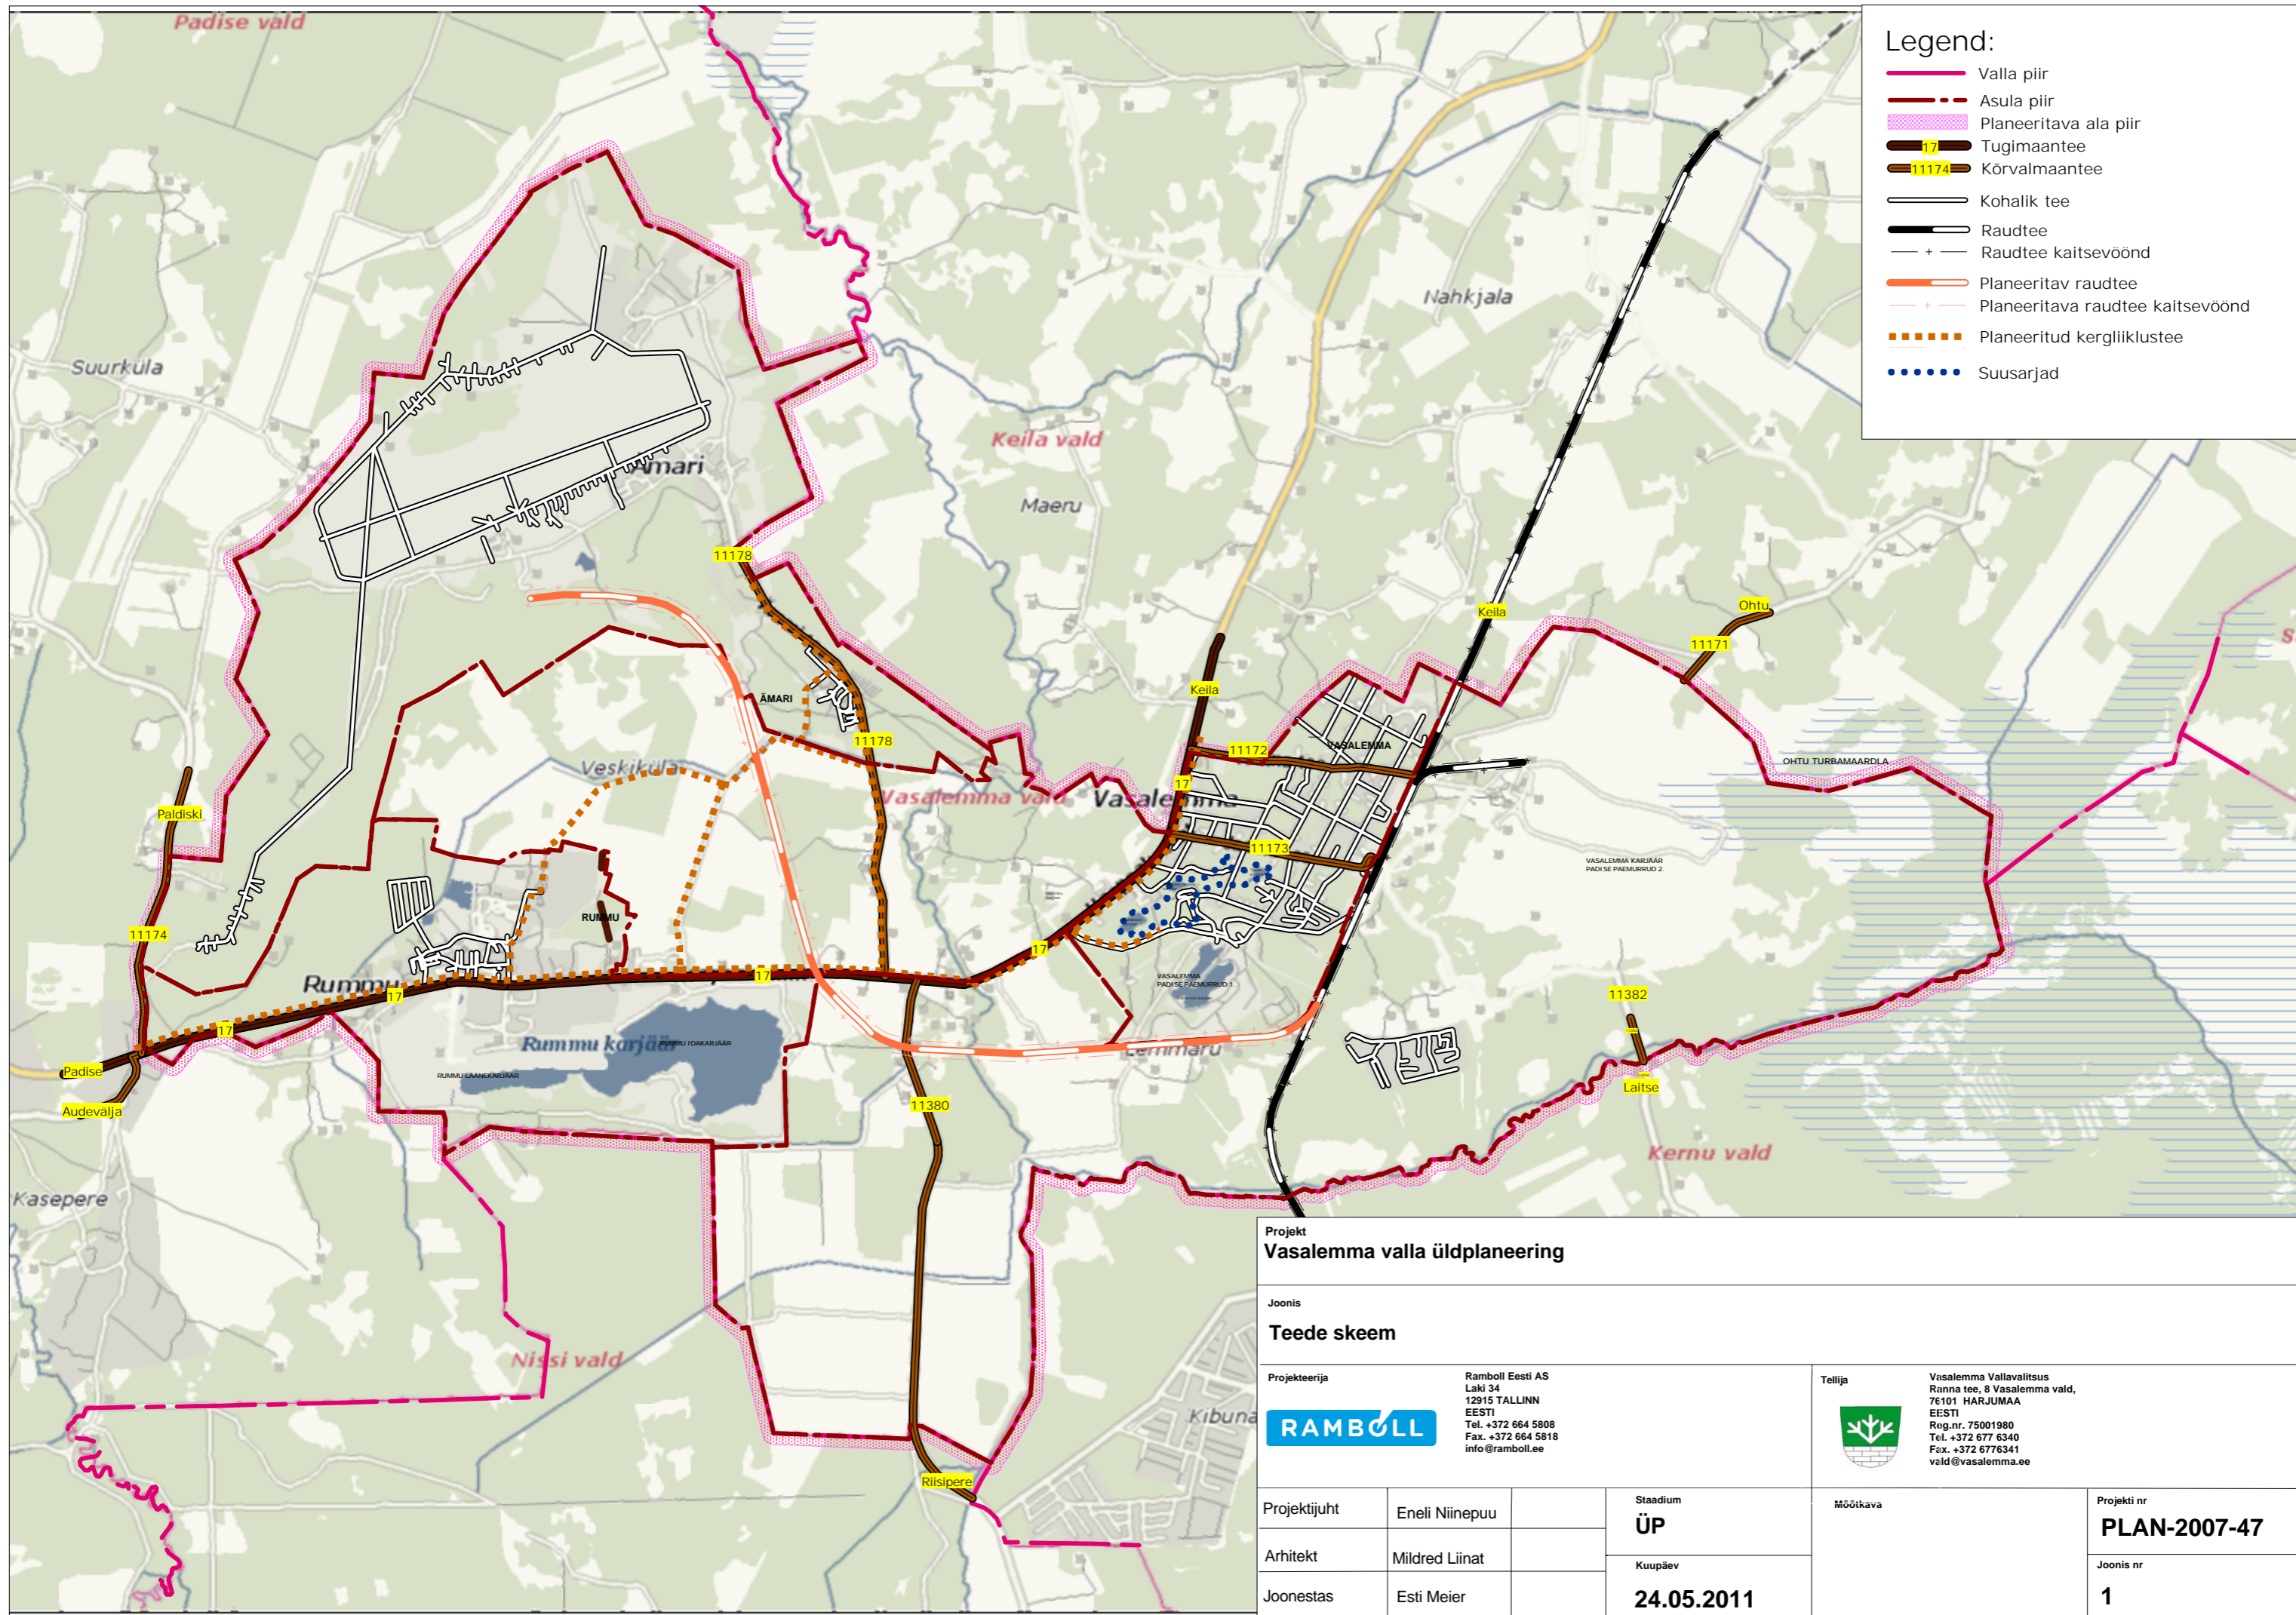 Padise vald
Legend:
Valla piir
Asula piir
Planeeritava ala piir
17
Tugimaantee
11174
Körvalmaantee
Kohalik tee
Raudtee
Raudtee kaitsevöönd
Planeeritav raudtee
Planeeritava raudtee kaitsevöönd
Planeeritud kergliiklustee
Suusarjad
Nahkjala
Suurküla
Keila vald
Ämari
Maeru
11178
Keila
Ohtu
11171
Keila
ÄMARI
11178
11172
VASALEMMA
OHTU TURBAMAARDLA
Veskiküla
17
Vasalemma vald
Vasalemma
Paldiski
11173
VASALEMMA KARJÄÄR
PADISE PAEMURRUD 2.
RUMMU
11174
17
17
VASALEMMA
PADISE PAEMURRUD 1.
Rummu
17
11382
17
Rummu karjäär
RUMMU IDAKARJÄÄR
Lemmaru
RUMMU LÄÄNEKARJÄÄR
Padise
Laitse
Audevälja
11380
Kernu vald
Kasepere
Nissi vald
Kibuna
Riisipere
Projekt
Vasalemma valla üldplaneering
Joonis
Teede skeem
Projekteerija
RAMBOLL
Ramboll Eesti AS
Laki 34
12915 TALLINN
EESTI
Tel. +372 664 5808
Fax. +372 664 5818
info@ramboll.ee
Tellija
Vasalemma Vallavalitsus
Ranna tee, 8 Vasalemma vald,
76101 HARJUMAA
EESTI
Reg.nr. 75001980
Tel. +372 677 6340
Fax. +372 6776341
vald@vasalemma.ee
Projektijuht
Eneli Niinepuu
Arhitekt
Mildred Liinat
Joonestas
Esti Meier
Staadium
ÜP
Kuupäev
24.05.2011
Möötkava
Projekti nr
PLAN-2007-47
Joonis nr
1